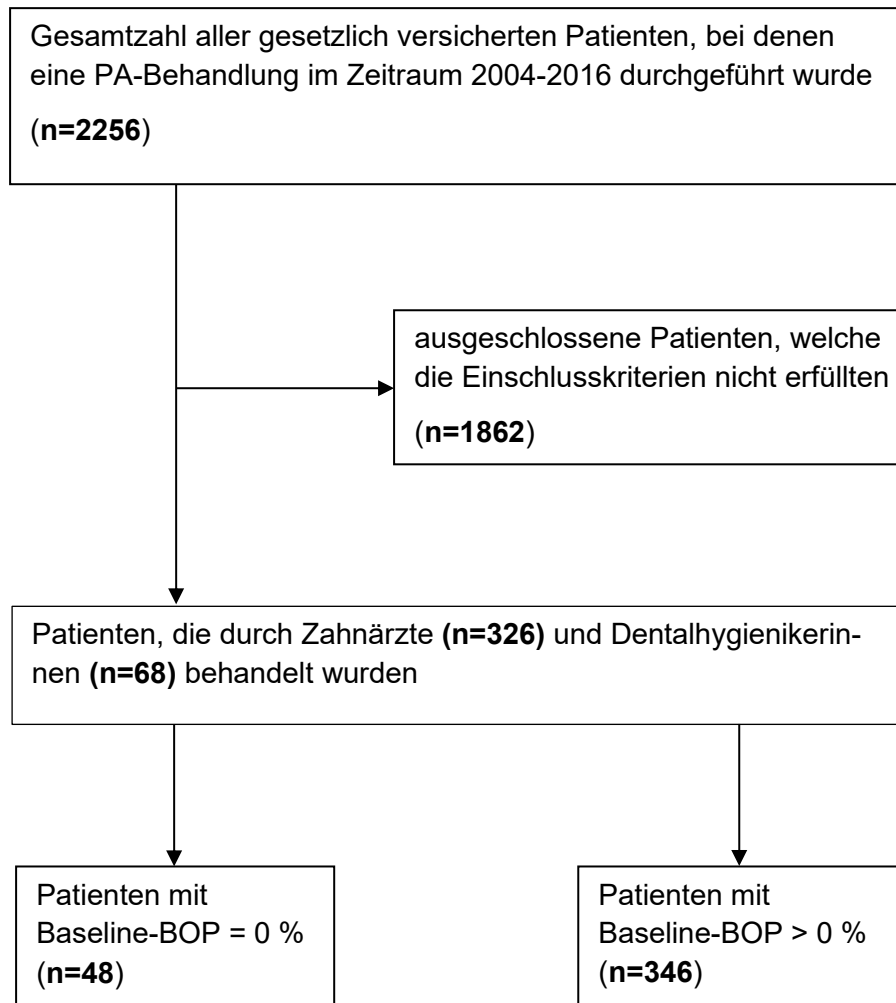 Gesamtzahl aller gesetzlich versicherten Patienten, bei denen
eine PA-Behandlung im Zeitraum 2004-2016 durchgeführt wurde
(n=2256)
ausgeschlossene Patienten, welche
die Einschlusskriterien nicht erfüllten
(n=1862)
Patienten, die durch Zahnärzte (n=326) und Dentalhygienikerin-
nen (n=68) behandelt wurden
Patienten mit
Baseline-BOP = 0 %
(n=48)
Patienten mit
Baseline-BOP > 0 %
(n=346)